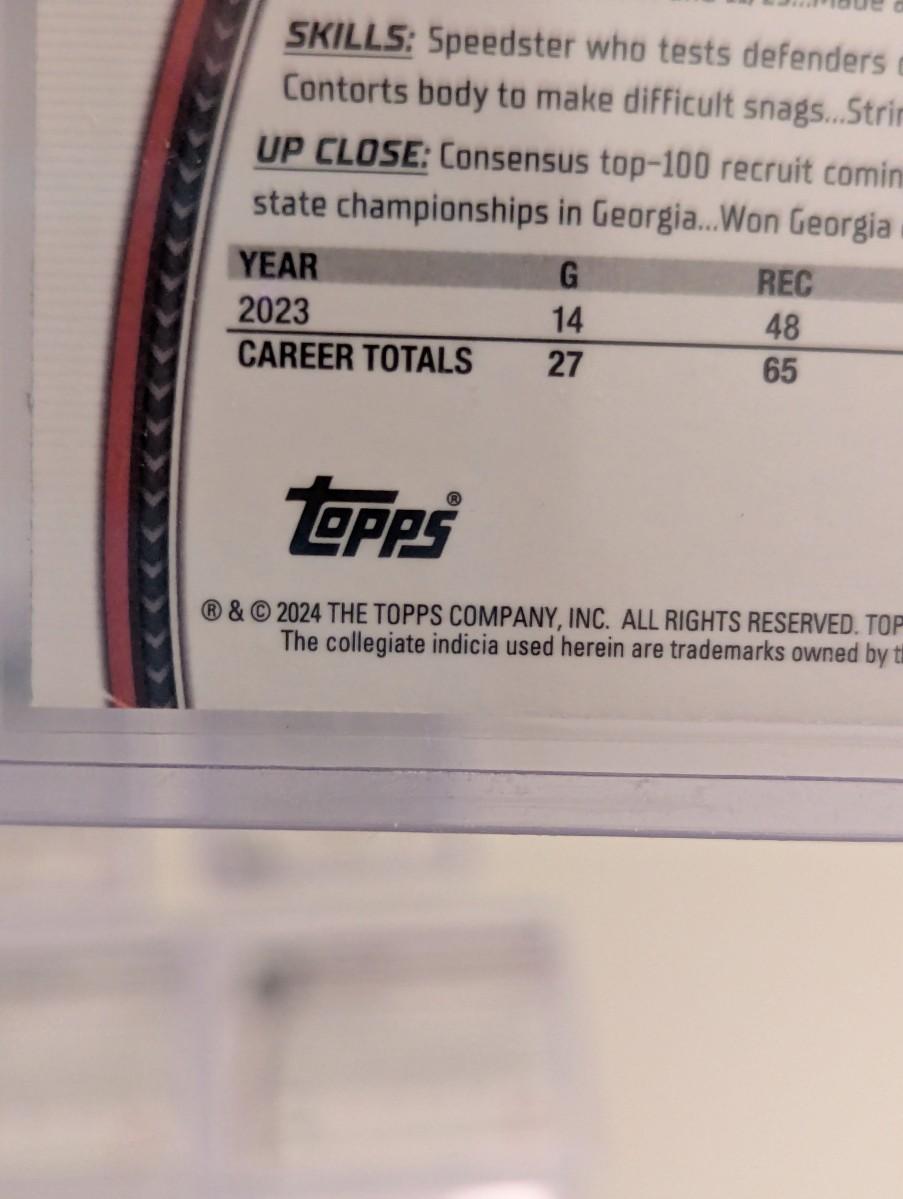 SKILLS: Speedster who tests defenders
Contorts body to make difficult snags...
UP CLOSE: Consensus top-100 recruit
state championships in Georgia...Won Georgia
YEAR G REC
2023 14 48
CAREER TOTALS 27 65
Topps®
® & © 2024 THE TOPPS COMPANY, INC. ALL RIGHTS RESERVED.
The collegiate indicia used herein are trademarks owned by